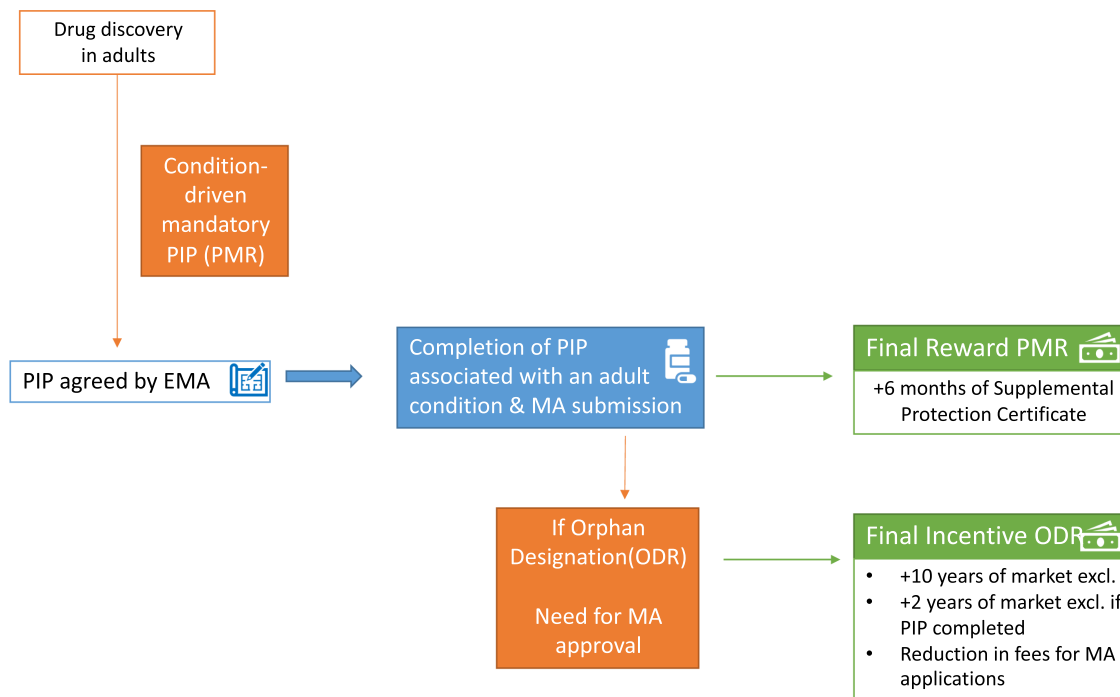 Drug discovery
in adults
Condition-
driven
mandatory
PIP (PMR)
PIP agreed by EMA
Completion of PIP
associated with an adult
condition & MA submission
Final Reward PMR
+6 months of Supplemental
Protection Certificate
If Orphan
Designation(ODR)
Need for MA
approval
Final Incentive ODR
• +10 years of market excl.
• +2 years of market excl. if
PIP completed
• Reduction in fees for MA
applications